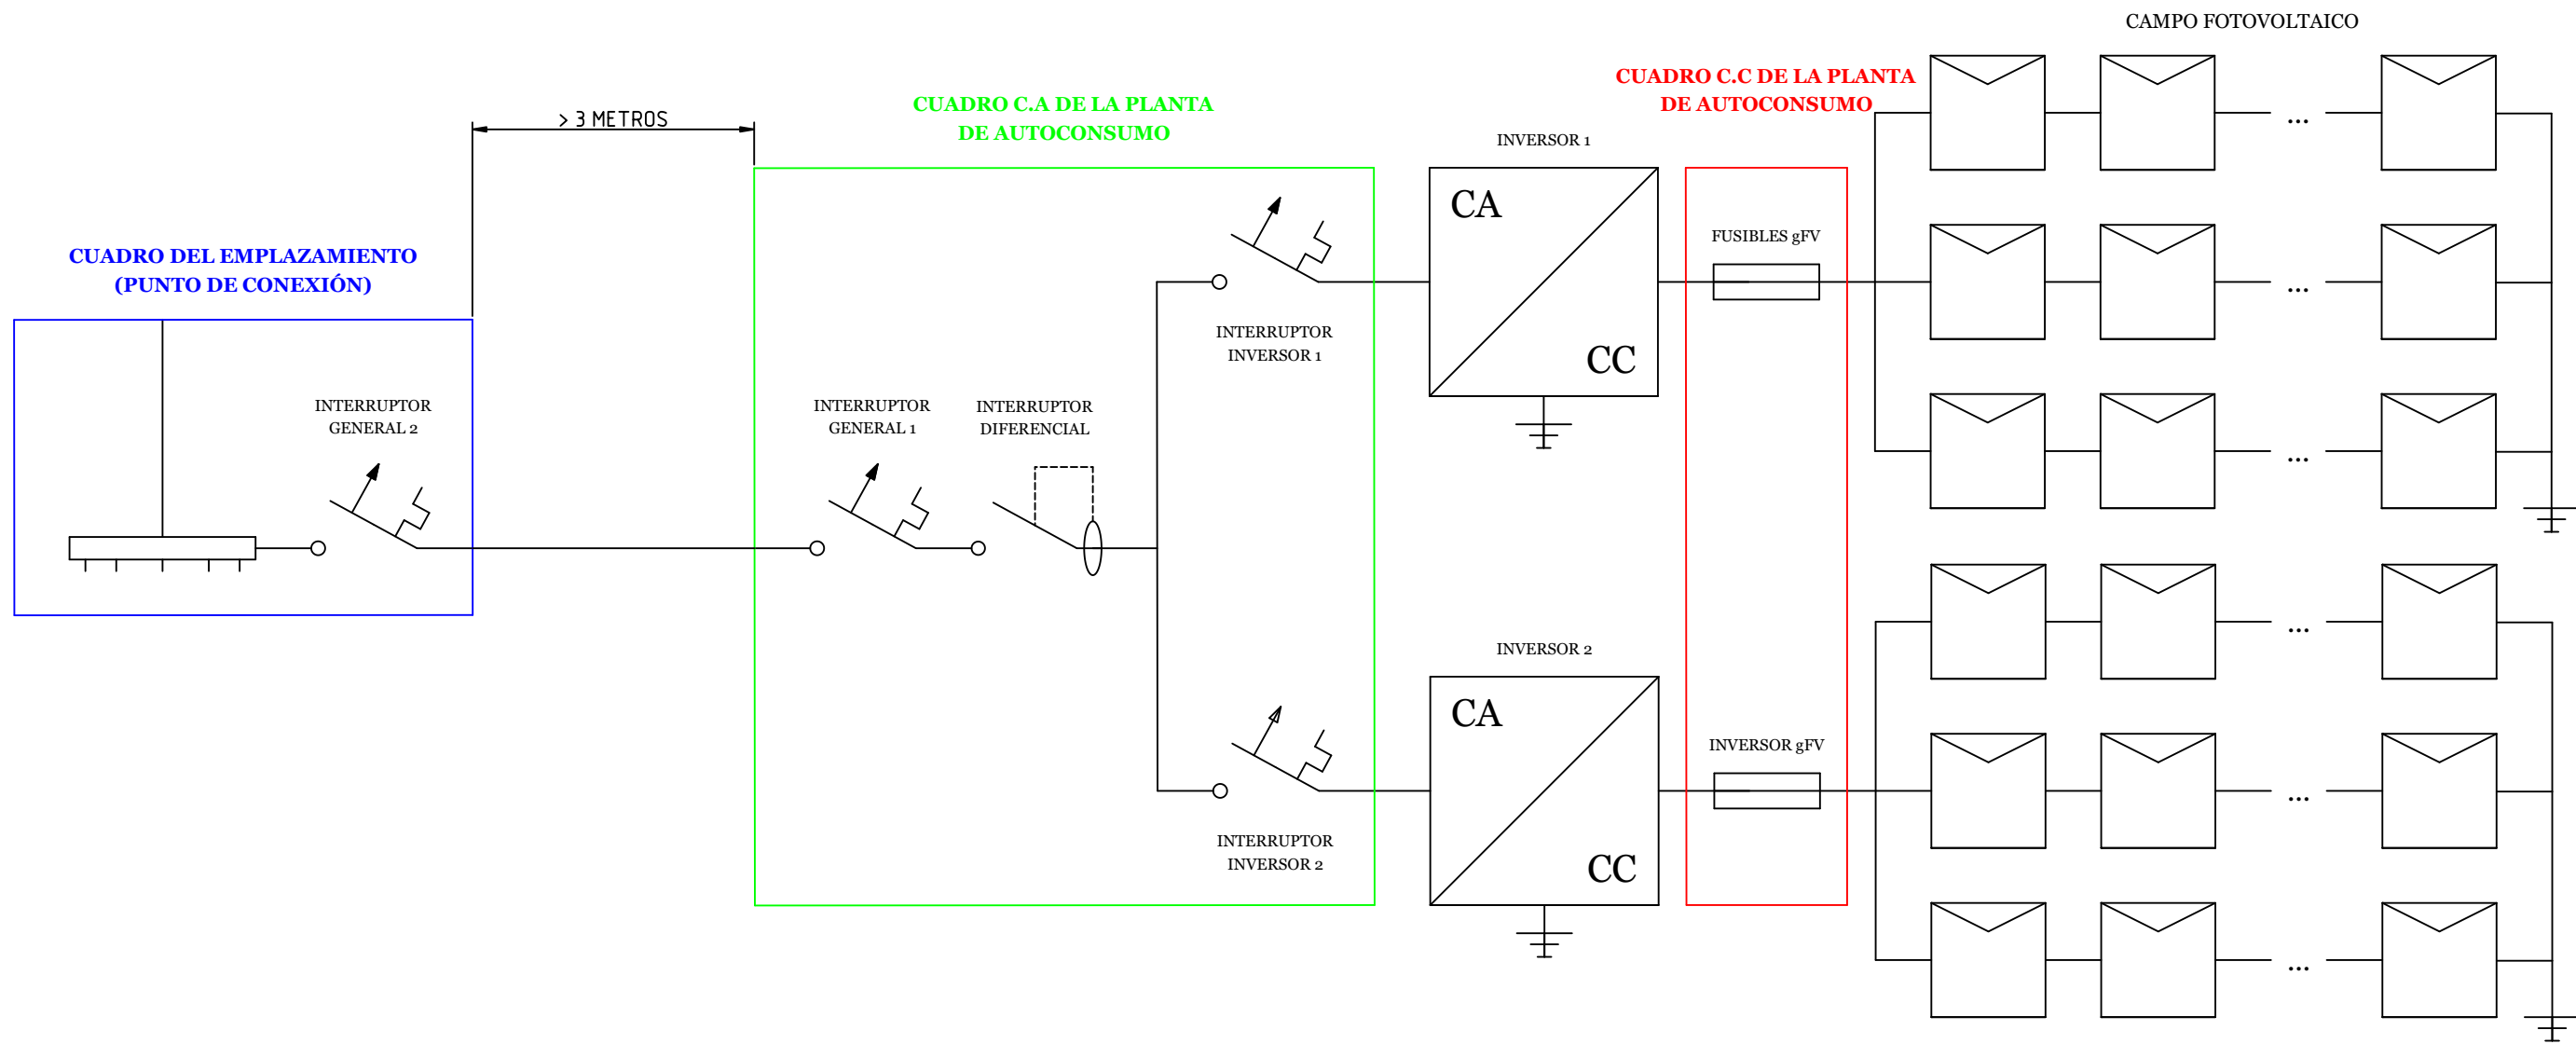 CAMPO FOTOVOLTAICO
CUADRO C.C DE LA PLANTA
DE AUTOCONSUMO
CUADRO C.A DE LA PLANTA
DE AUTOCONSUMO
> 3 METROS
INVERSOR 1
CA
CC
FUSIBLES gFV
CUADRO DEL EMPLAZAMIENTO
(PUNTO DE CONEXIÓN)
INTERRUPTOR
INVERSOR 1
INTERRUPTOR
GENERAL 2
INTERRUPTOR
GENERAL 1
INTERRUPTOR
DIFERENCIAL
...
...
...
INVERSOR 2
CA
CC
INVERSOR gFV
INTERRUPTOR
INVERSOR 2
...
...
...